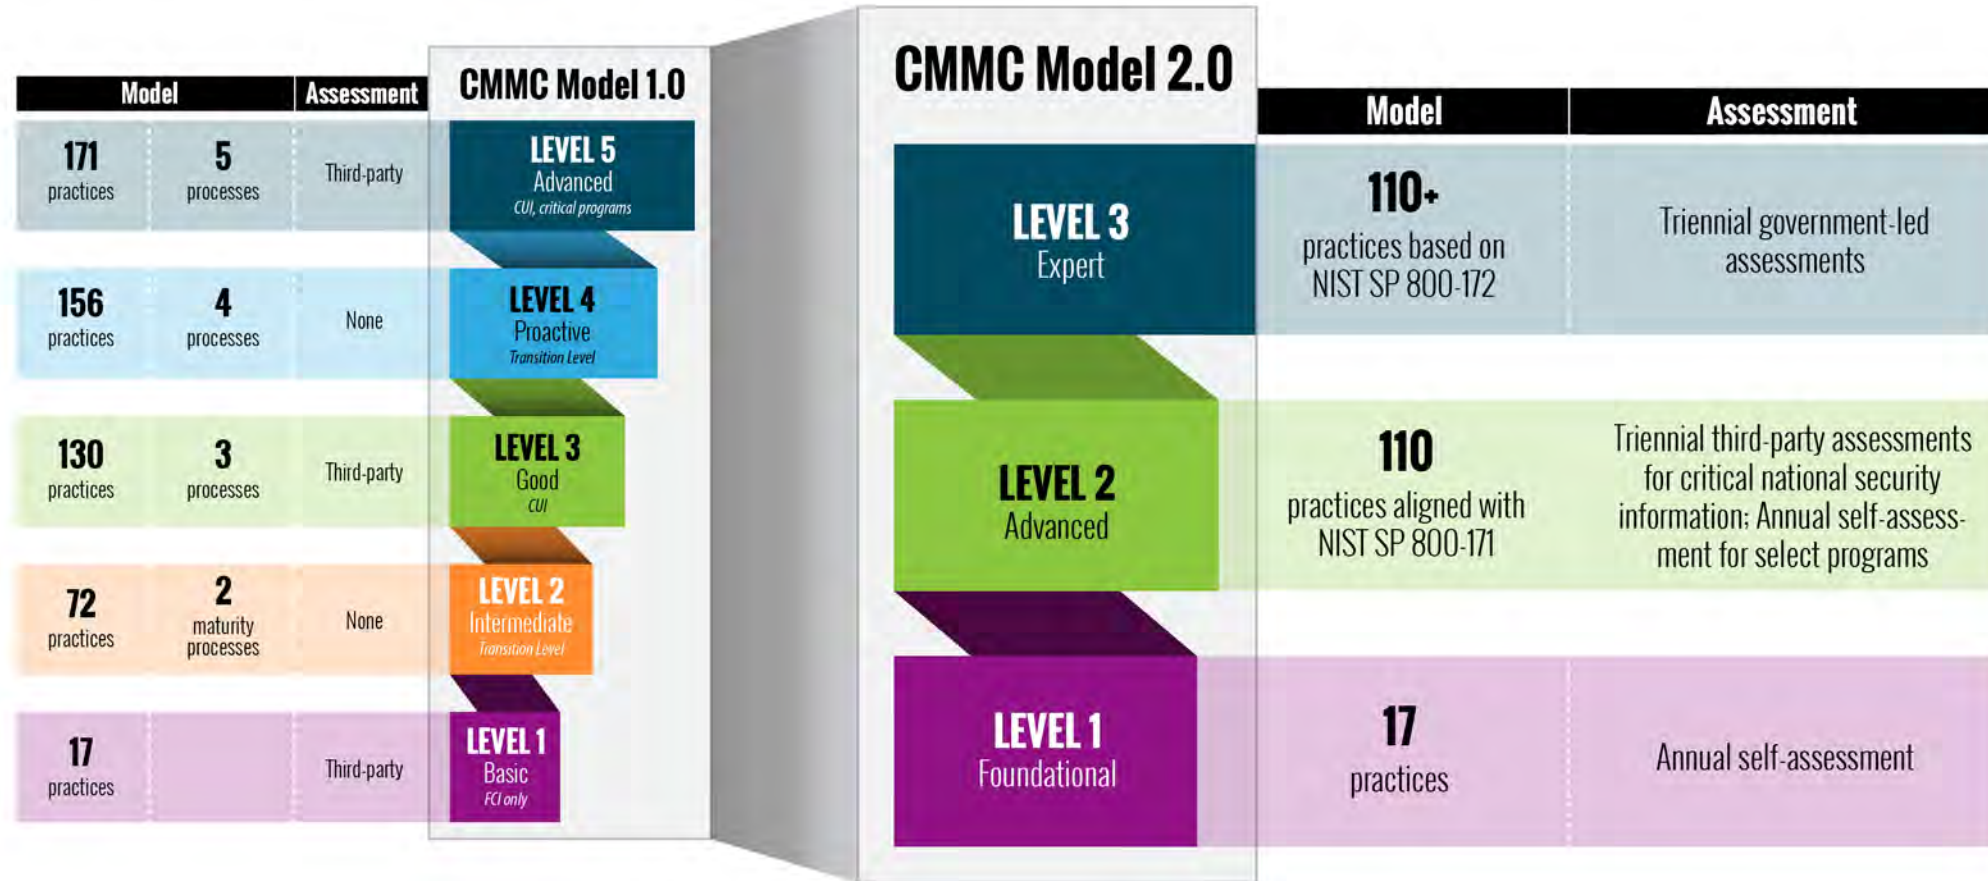 Model
Assessment
CMMC Model 1.0
171
practices
5
processes
Third-party
LEVEL 5
Advanced
CUI, critical programs
156
practices
4
processes
None
LEVEL 4
Proactive
Transition Level
130
practices
3
processes
Third-party
LEVEL 3
Good
CUI
72
practices
2
maturity
processes
None
LEVEL 2
Intermediate
Transition Level
17
practices
Third-party
LEVEL 1
Basic
FCI only
CMMC Model 2.0
Model
Assessment
LEVEL 3
Expert
110+
practices based on
NIST SP 800-172
Triennial government-led
assessments
LEVEL 2
Advanced
110
practices aligned with
NIST SP 800-171
Triennial third-party assessments
for critical national security
information; Annual self-assess-
ment for select programs
LEVEL 1
Foundational
17
practices
Annual self-assessment